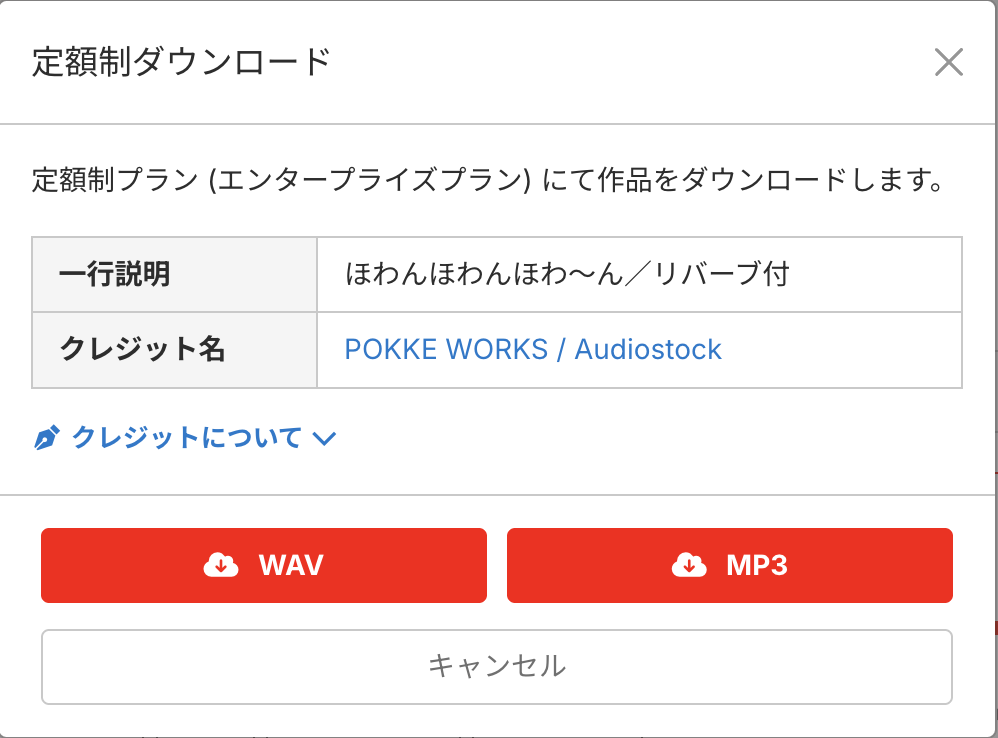 定額制ダウンロード
定額制プラン (エンタープライズプラン) にて作品をダウンロードします。
一行説明
ほわんほわんほわ〜ん／リバーブ付
クレジット名
POKKE WORKS / Audiostock
クレジットについて
WAV
MP3
キャンセル